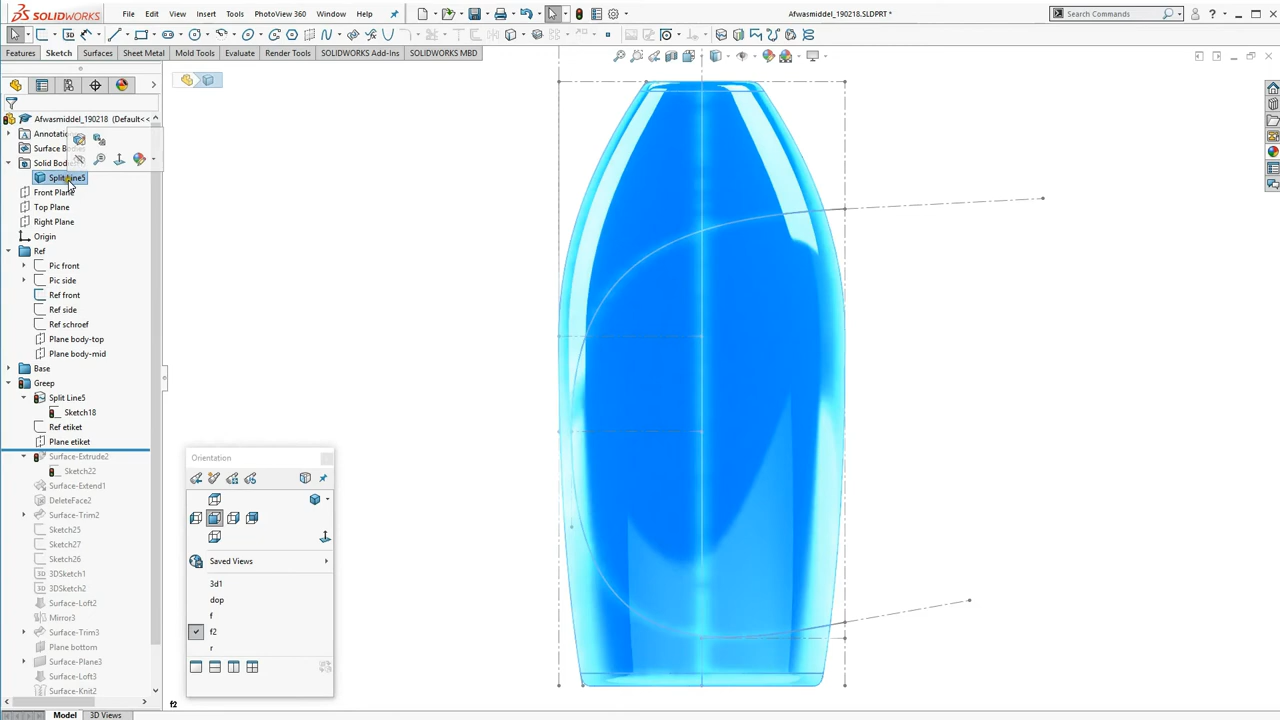 SOLIDWORKS File Edit View Insert Tools PhotoView 360 Window Help
Afwasmiddel_190218.SLDPRT *
Search Commands
Features Sketch Surfaces Sheet Metal Mold Tools Evaluate Render Tools SOLIDWORKS Add-Ins SOLIDWORKS MBD
Afwasmiddel_190218 (Default<<
Surface
Split Line5
Front Plane
Top Plane
Right Plane
Origin
Ref
Pic front
Pic side
Ref front
Ref side
Ref schroef
Plane body-top
Plane body-mid
Base
Greep
Split Line5
Sketch18
Ref etiket
Plane etiket
Surface-Extrude2
Sketch22
Surface-Extend1
DeleteFace2
Surface-Trim2
Sketch25
Sketch27
Sketch26
3DSketch1
3DSketch2
Surface-Loft2
Mirror3
Surface-Trim3
Plane bottom
Surface-Plane3
Surface-Loft3
Surface-Knit2
Orientation
Saved Views
3d1
dop
f
f2
r
f2
Model 3D Views